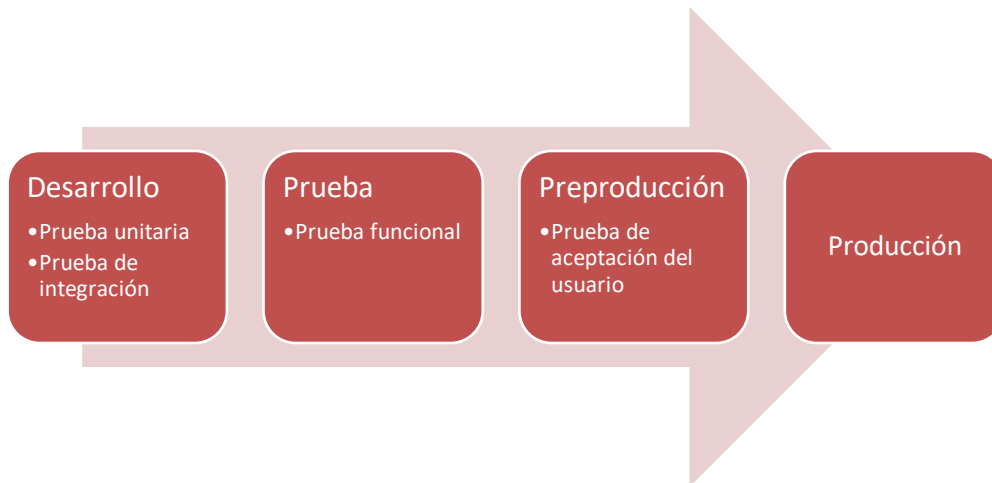 Desarrollo
•Prueba unitaria
•Prueba de
integración
Prueba
•Prueba funcional
Preproducción
•Prueba de
aceptación del
usuario
Producción